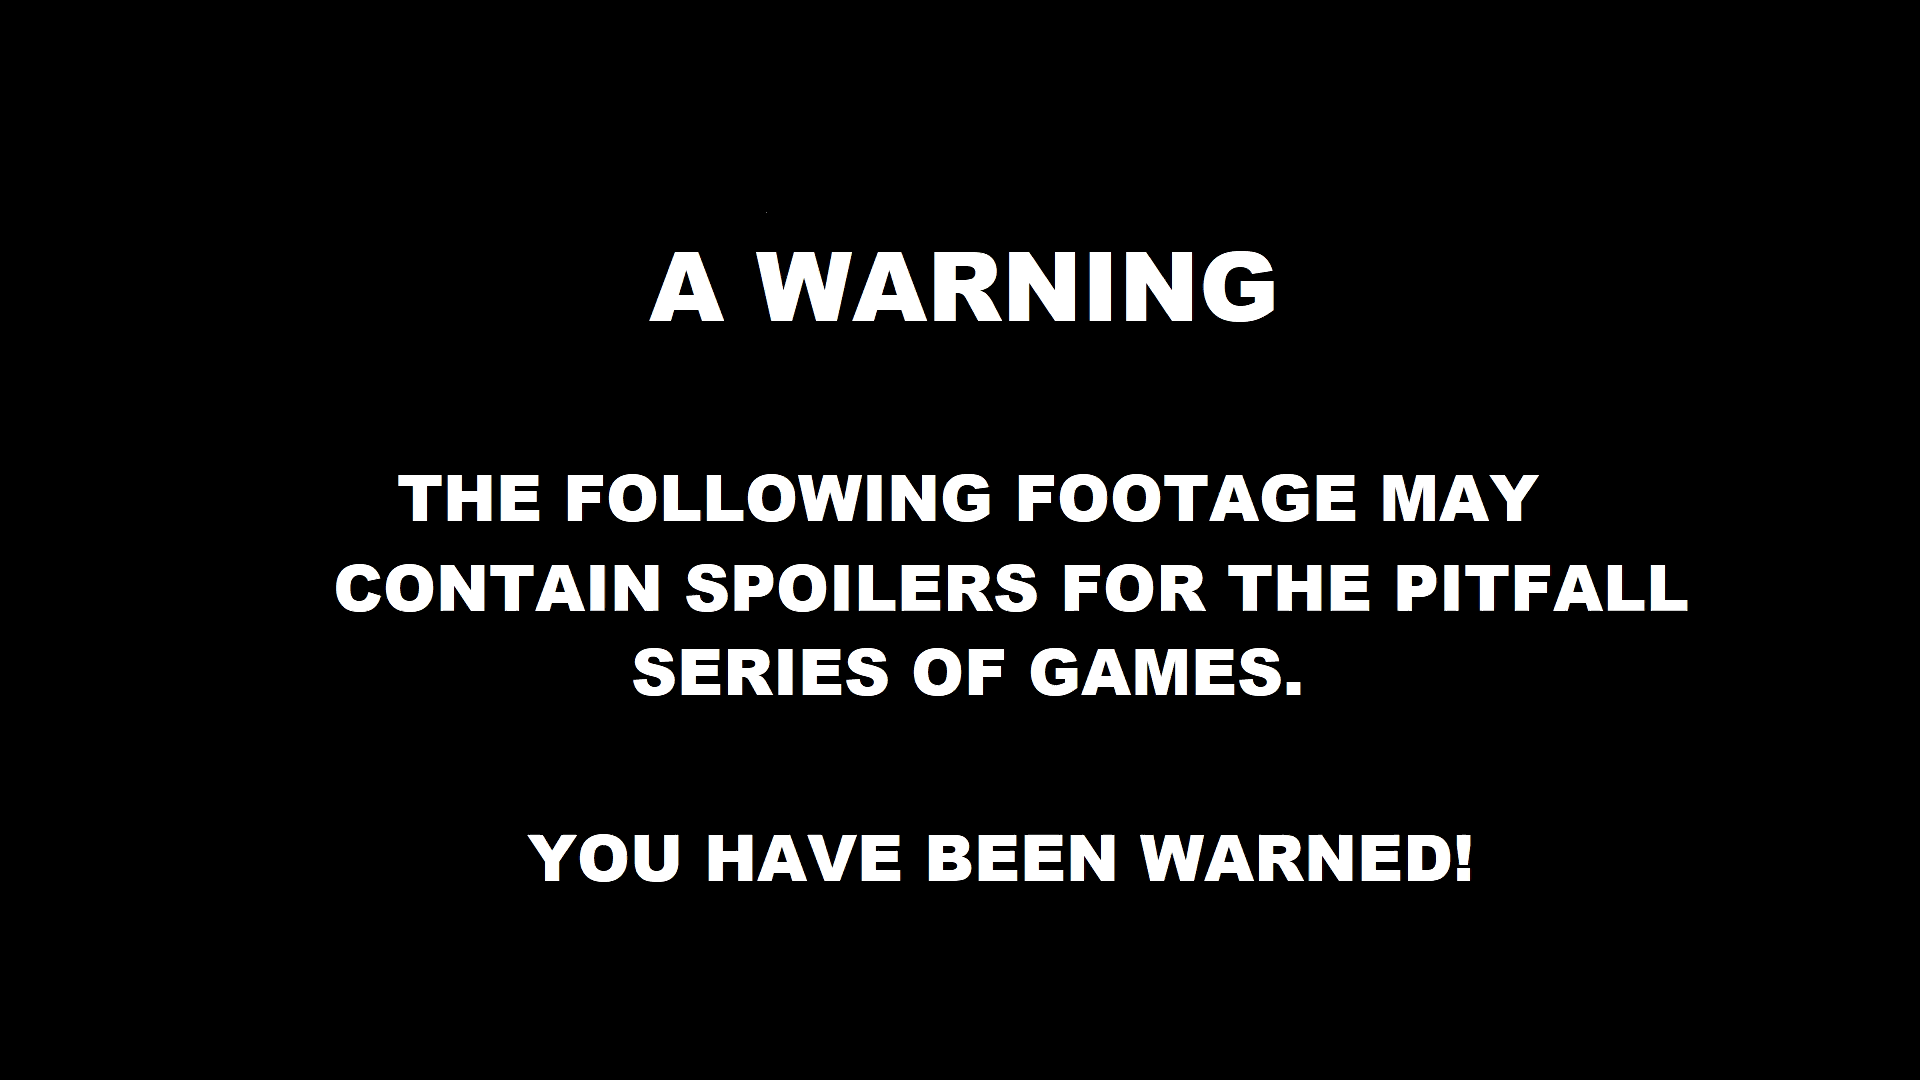 A WARNING
THE FOLLOWING FOOTAGE MAY
CONTAIN SPOILERS FOR THE PITFALL
SERIES OF GAMES.
YOU HAVE BEEN WARNED!